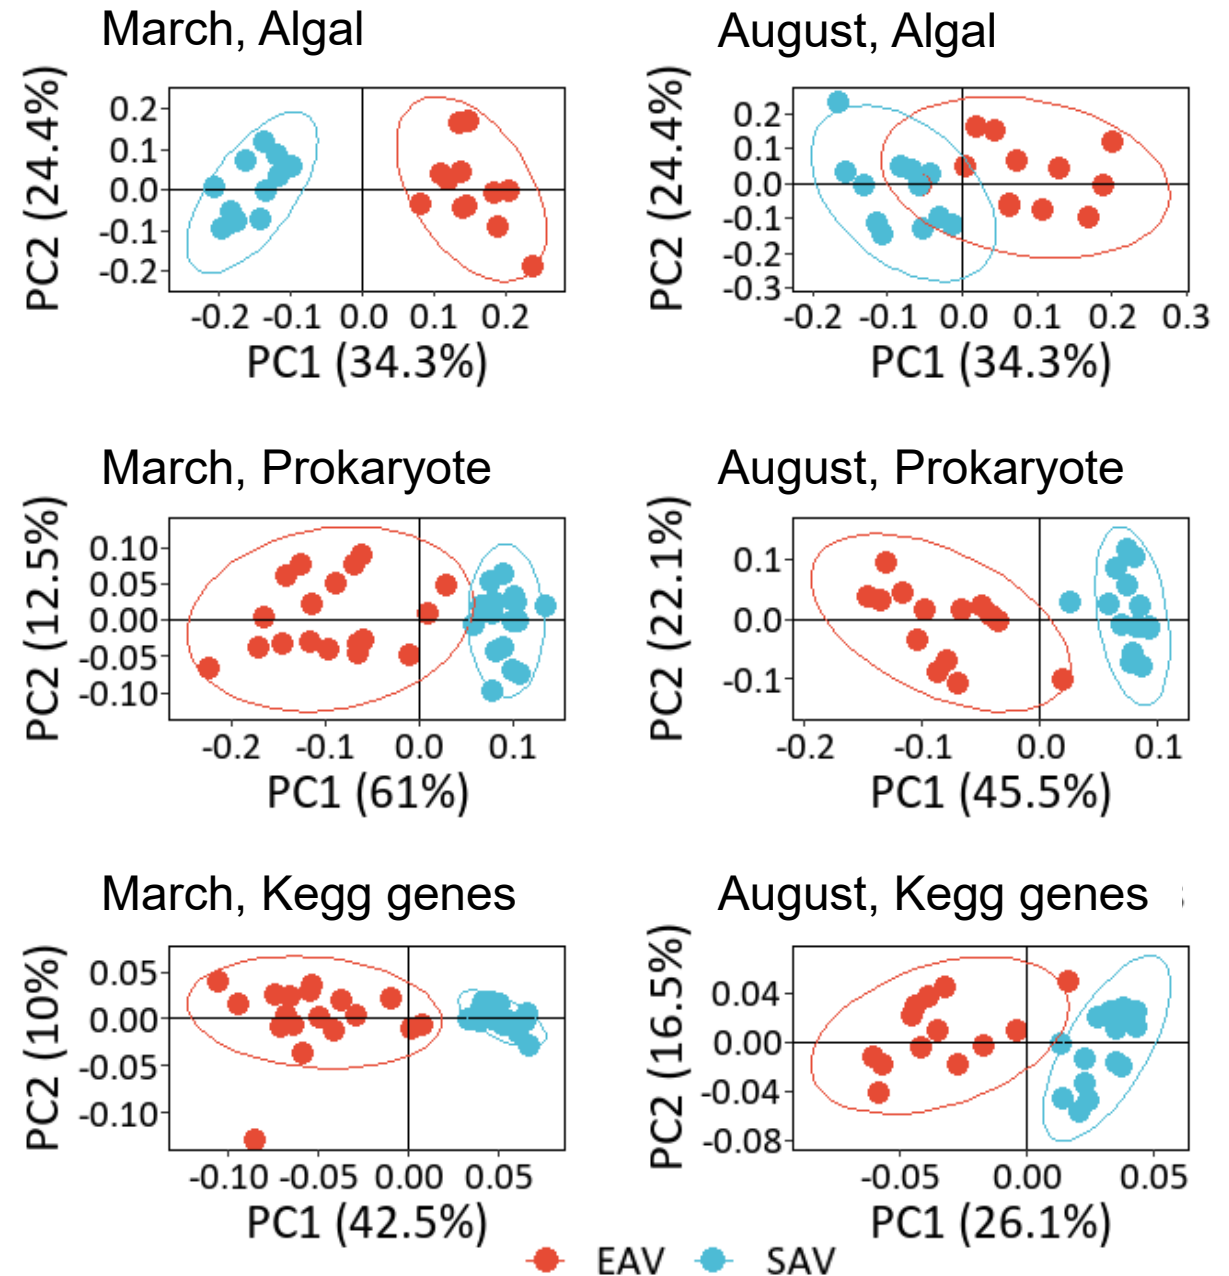 March, Algal
August, Algal
PC2 (24.4%)
0.2
0.1
0.0
-0.1
-0.2
-0.2 -0.1 0.0 0.1 0.2
PC1 (34.3%)
PC2 (24.4%)
0.2
0.1
0.0
-0.1
-0.2
-0.3
-0.2 -0.1 0.0 0.1 0.2 0.3
PC1 (34.3%)
March, Prokaryote
August, Prokaryote
PC2 (12.5%)
0.10
0.05
0.00
-0.05
-0.10
-0.2 -0.1 0.0 0.1
PC1 (61%)
PC2 (22.1%)
0.1
0.0
-0.1
-0.2 -0.1 0.0 0.1
PC1 (45.5%)
March, Kegg genes
August, Kegg genes
PC2 (10%)
0.05
0.00
-0.05
-0.10
-0.10 -0.05 0.00 0.05
PC1 (42.5%)
PC2 (16.5%)
0.04
0.00
-0.04
-0.08
-0.05 0.00 0.05
PC1 (26.1%)
EAV SAV